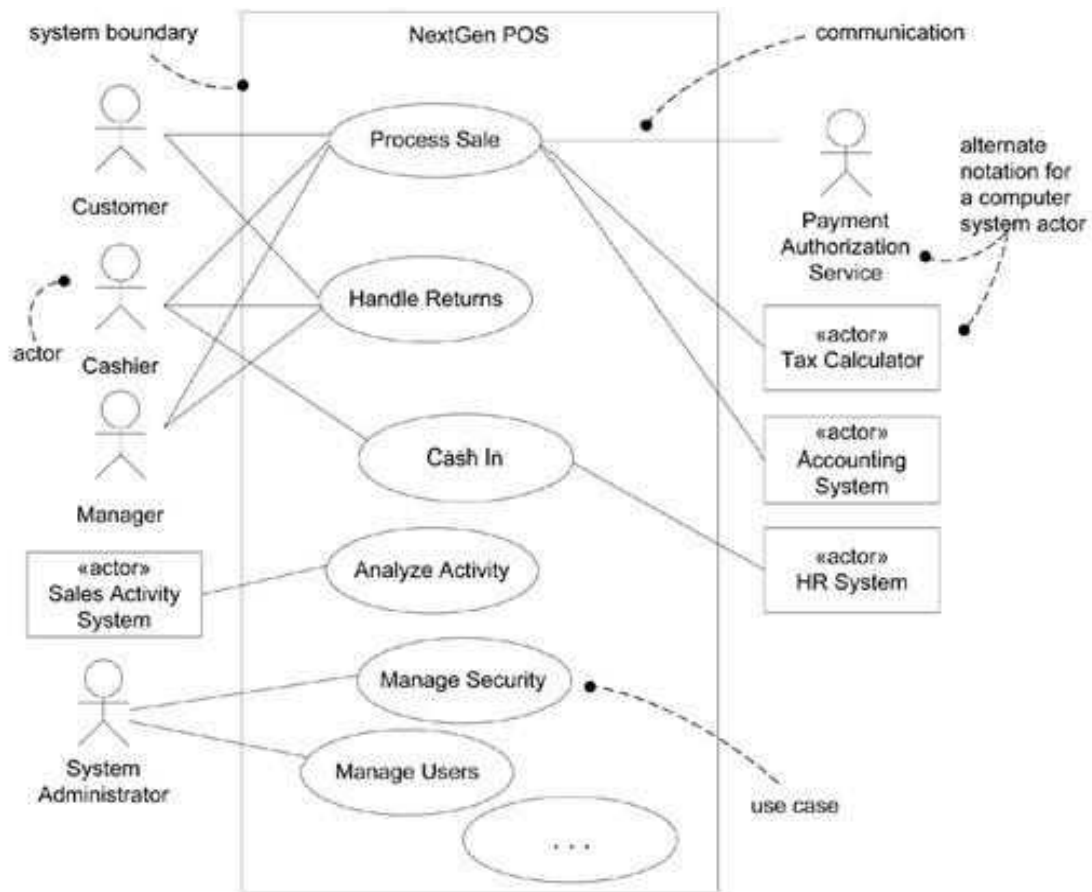 system boundary
NextGen POS
communication
Process Sale
Customer
alternate
notation for
a computer
system actor
Payment
Authorization
Service
actor
Cashier
Handle Returns
«actor»
Tax Calculator
Manager
Cash In
«actor»
Accounting
System
«actor»
Sales Activity
System
Analyze Activity
«actor»
HR System
Manage Security
System
Administrator
Manage Users
use case
. . .